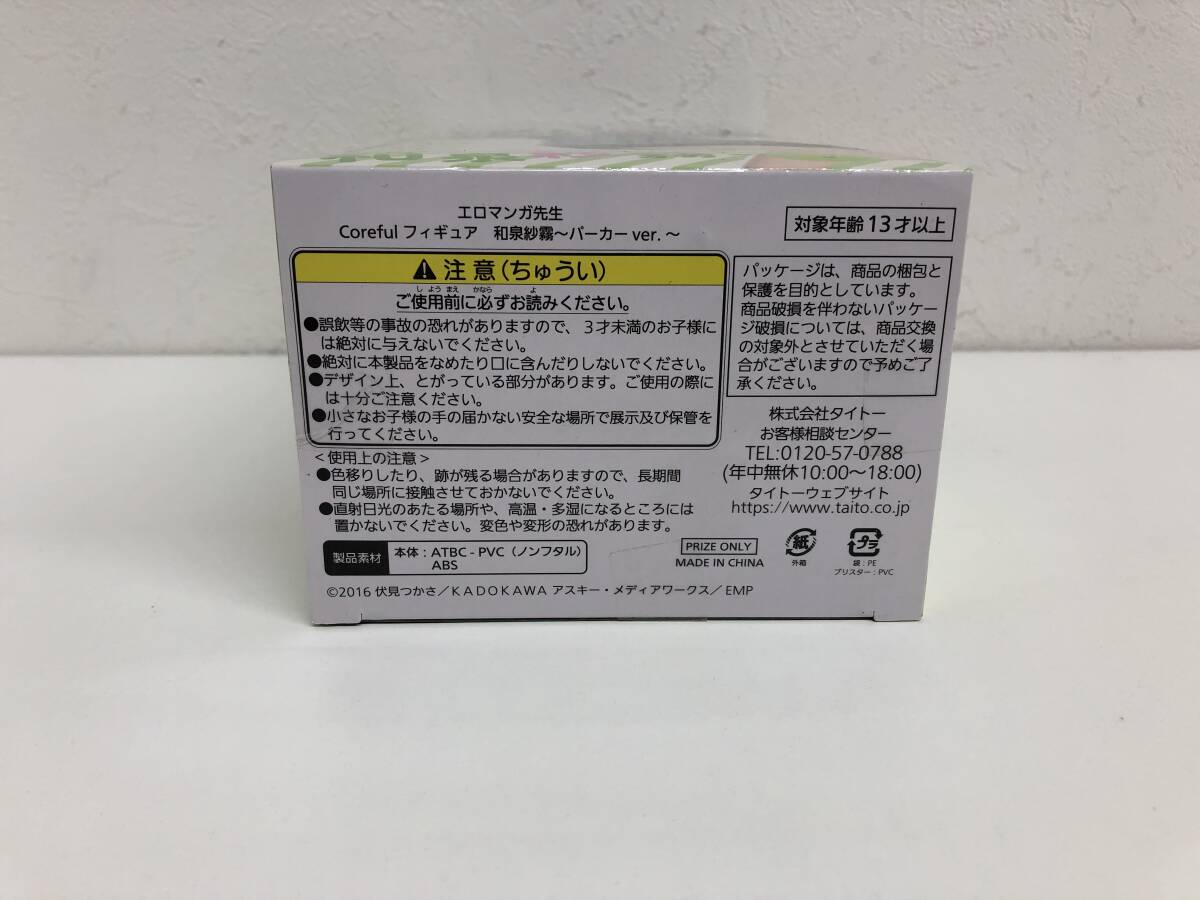 エロマンガ先生
Coreful フィギュア　和泉紗霧～パーカー ver. ～
対象年齢 13 才以上
⚠ 注 意 (ちゅうい)
し よう まえ かなら よ
ご使用前に必ずお読みください。
●誤飲等の事故の恐れがありますので、３才未満のお子様に
は絶対に与えないでください。
●絶対に本製品をなめたり口に含んだりしないでください。
●デザイン上、とがっている部分があります。ご使用の際に
は十分ご注意ください。
●小さなお子様の手の届かない安全な場所で展示及び保管を
行ってください。
＜使用上の注意＞
●色移りしたり、跡が残る場合がありますので、長期間
同じ場所に接触させておかないでください。
●直射日光のあたる場所や、高温・多湿になるところには
置かないでください。変色や変形の恐れがあります。
製品素材
本体：ATBC - PVC（ノンフタル）
ABS
©2016 伏見つかさ／KADOKAWA アスキー・メディアワークス／EMP
パッケージは、商品の梱包と
保護を目的としています。
商品破損を伴わないパッケー
ジ破損については、商品交換
の対象外とさせていただく場
合がございますので予めご了
承ください。
株式会社タイトー
お客様相談センター
TEL:0120-57-0788
(年中無休10:00～18:00)
タイトーウェブサイト
https://www.taito.co.jp
PRIZE ONLY
MADE IN CHINA
紙
外箱
プラ
袋：PE
ブリスター：PVC